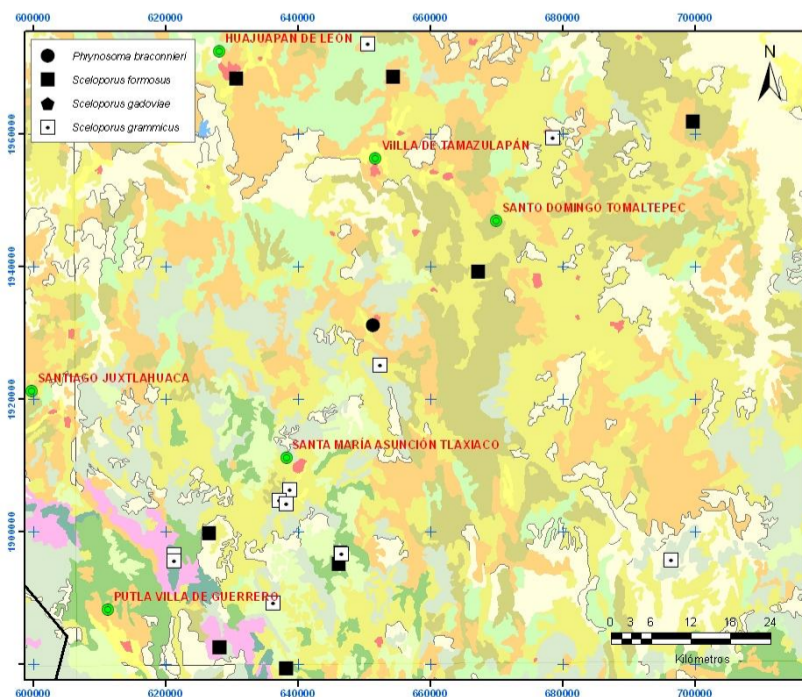 600000 620000 640000 660000 680000 700000
Phrynosoma braconnieri
Sceloporus formosus
Sceloporus gadoviae
Sceloporus grammicus
HUAJUAPAN DE LEÓN
N
1960000
VIILLA DE TAMAZULAPÁN
SANTO DOMINGO TOMALTEPEC
1940000
SANTIAGO JUXTLAHUACA
1920000
SANTA MARÍA ASUNCIÓN TLAXIACO
1900000
PUTLA VILLA DE GUERRERO
0 3 6 12 18 24
Kilómetros
600000 620000 640000 660000 680000 700000